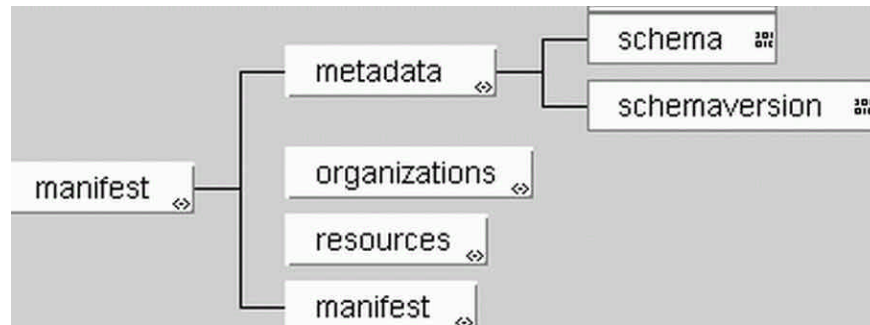 schema
metadata
schemaversion
organizations
manifest
resources
manifest